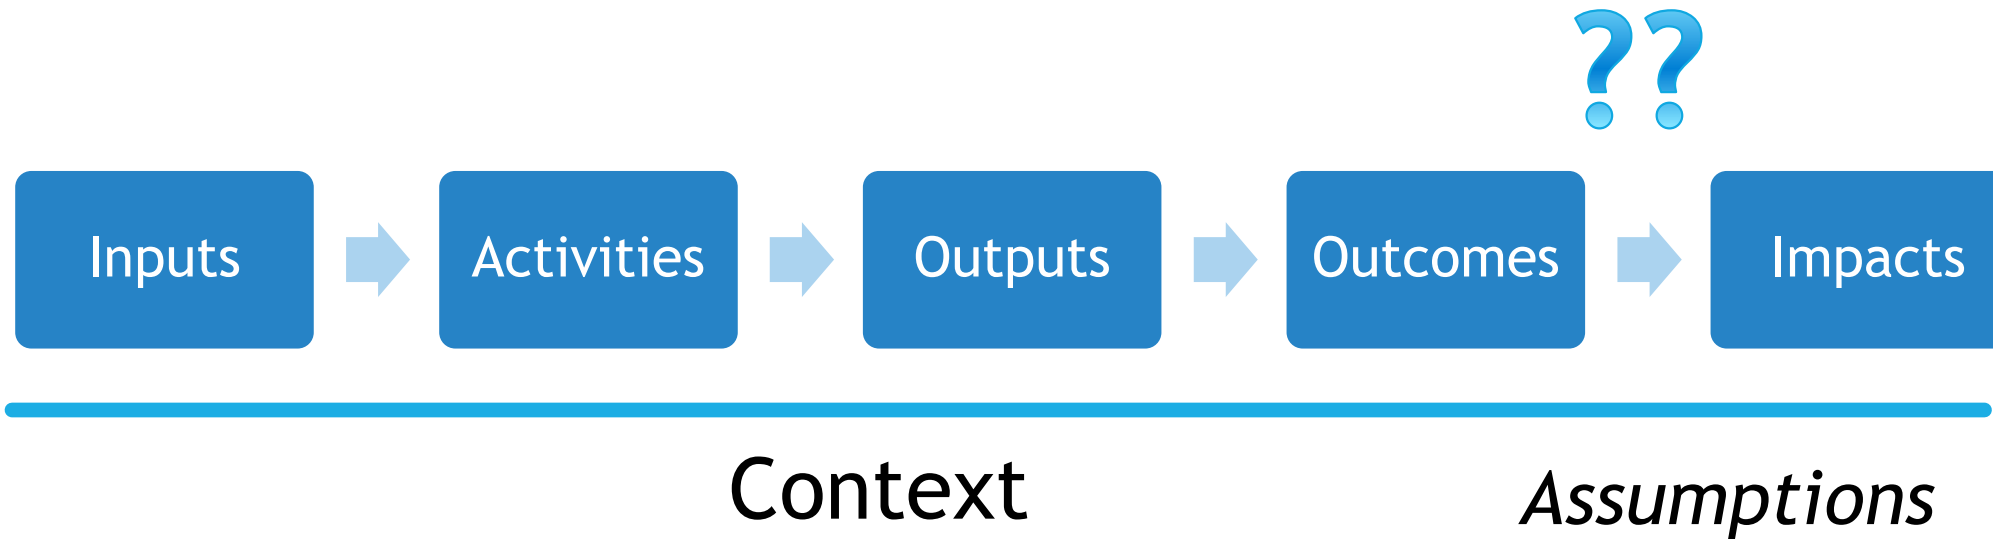 ??
Inputs
Activities
Outputs
Outcomes
Impacts
Context
Assumptions